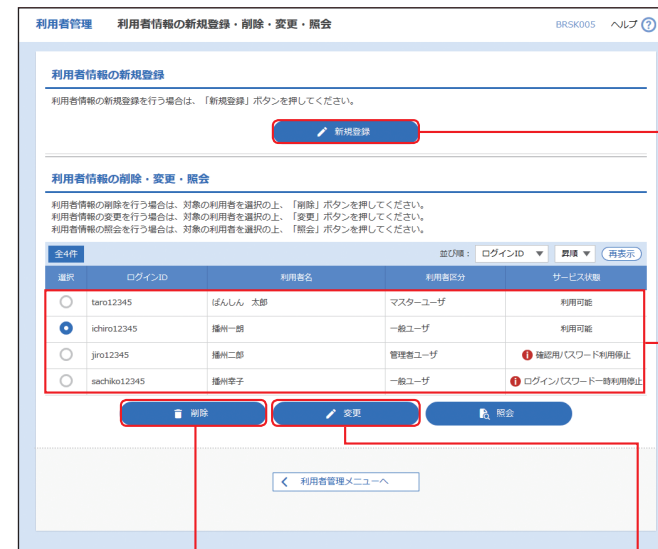 利用者管理 利用者情報の新規登録・削除・変更・照会 BRSK005 ヘルプ ?
利用者情報の新規登録
利用者情報の新規登録を行う場合は、「新規登録」ボタンを押してください。
新規登録
利用者情報の削除・変更・照会
利用者情報の削除を行う場合は、対象の利用者を選択の上、「削除」ボタンを押してください。
利用者情報の変更を行う場合は、対象の利用者を選択の上、「変更」ボタンを押してください。
利用者情報の照会を行う場合は、対象の利用者を選択の上、「照会」ボタンを押してください。
全4件 並び順: ログインID ▼ 昇順 ▼ 再表示
選択 ログインID 利用者名 利用者区分 サービス状態
taro12345 ばんしん 太郎 マスターユーザ 利用可能
ichiro12345 播州一朗 一般ユーザ 利用可能
jiro12345 播州二郎 管理者ユーザ 確認用パスワード利用停止
sachiko12345 播州幸子 一般ユーザ ログインパスワード一時利用停止
削除 変更 照会
利用者管理メニューへ